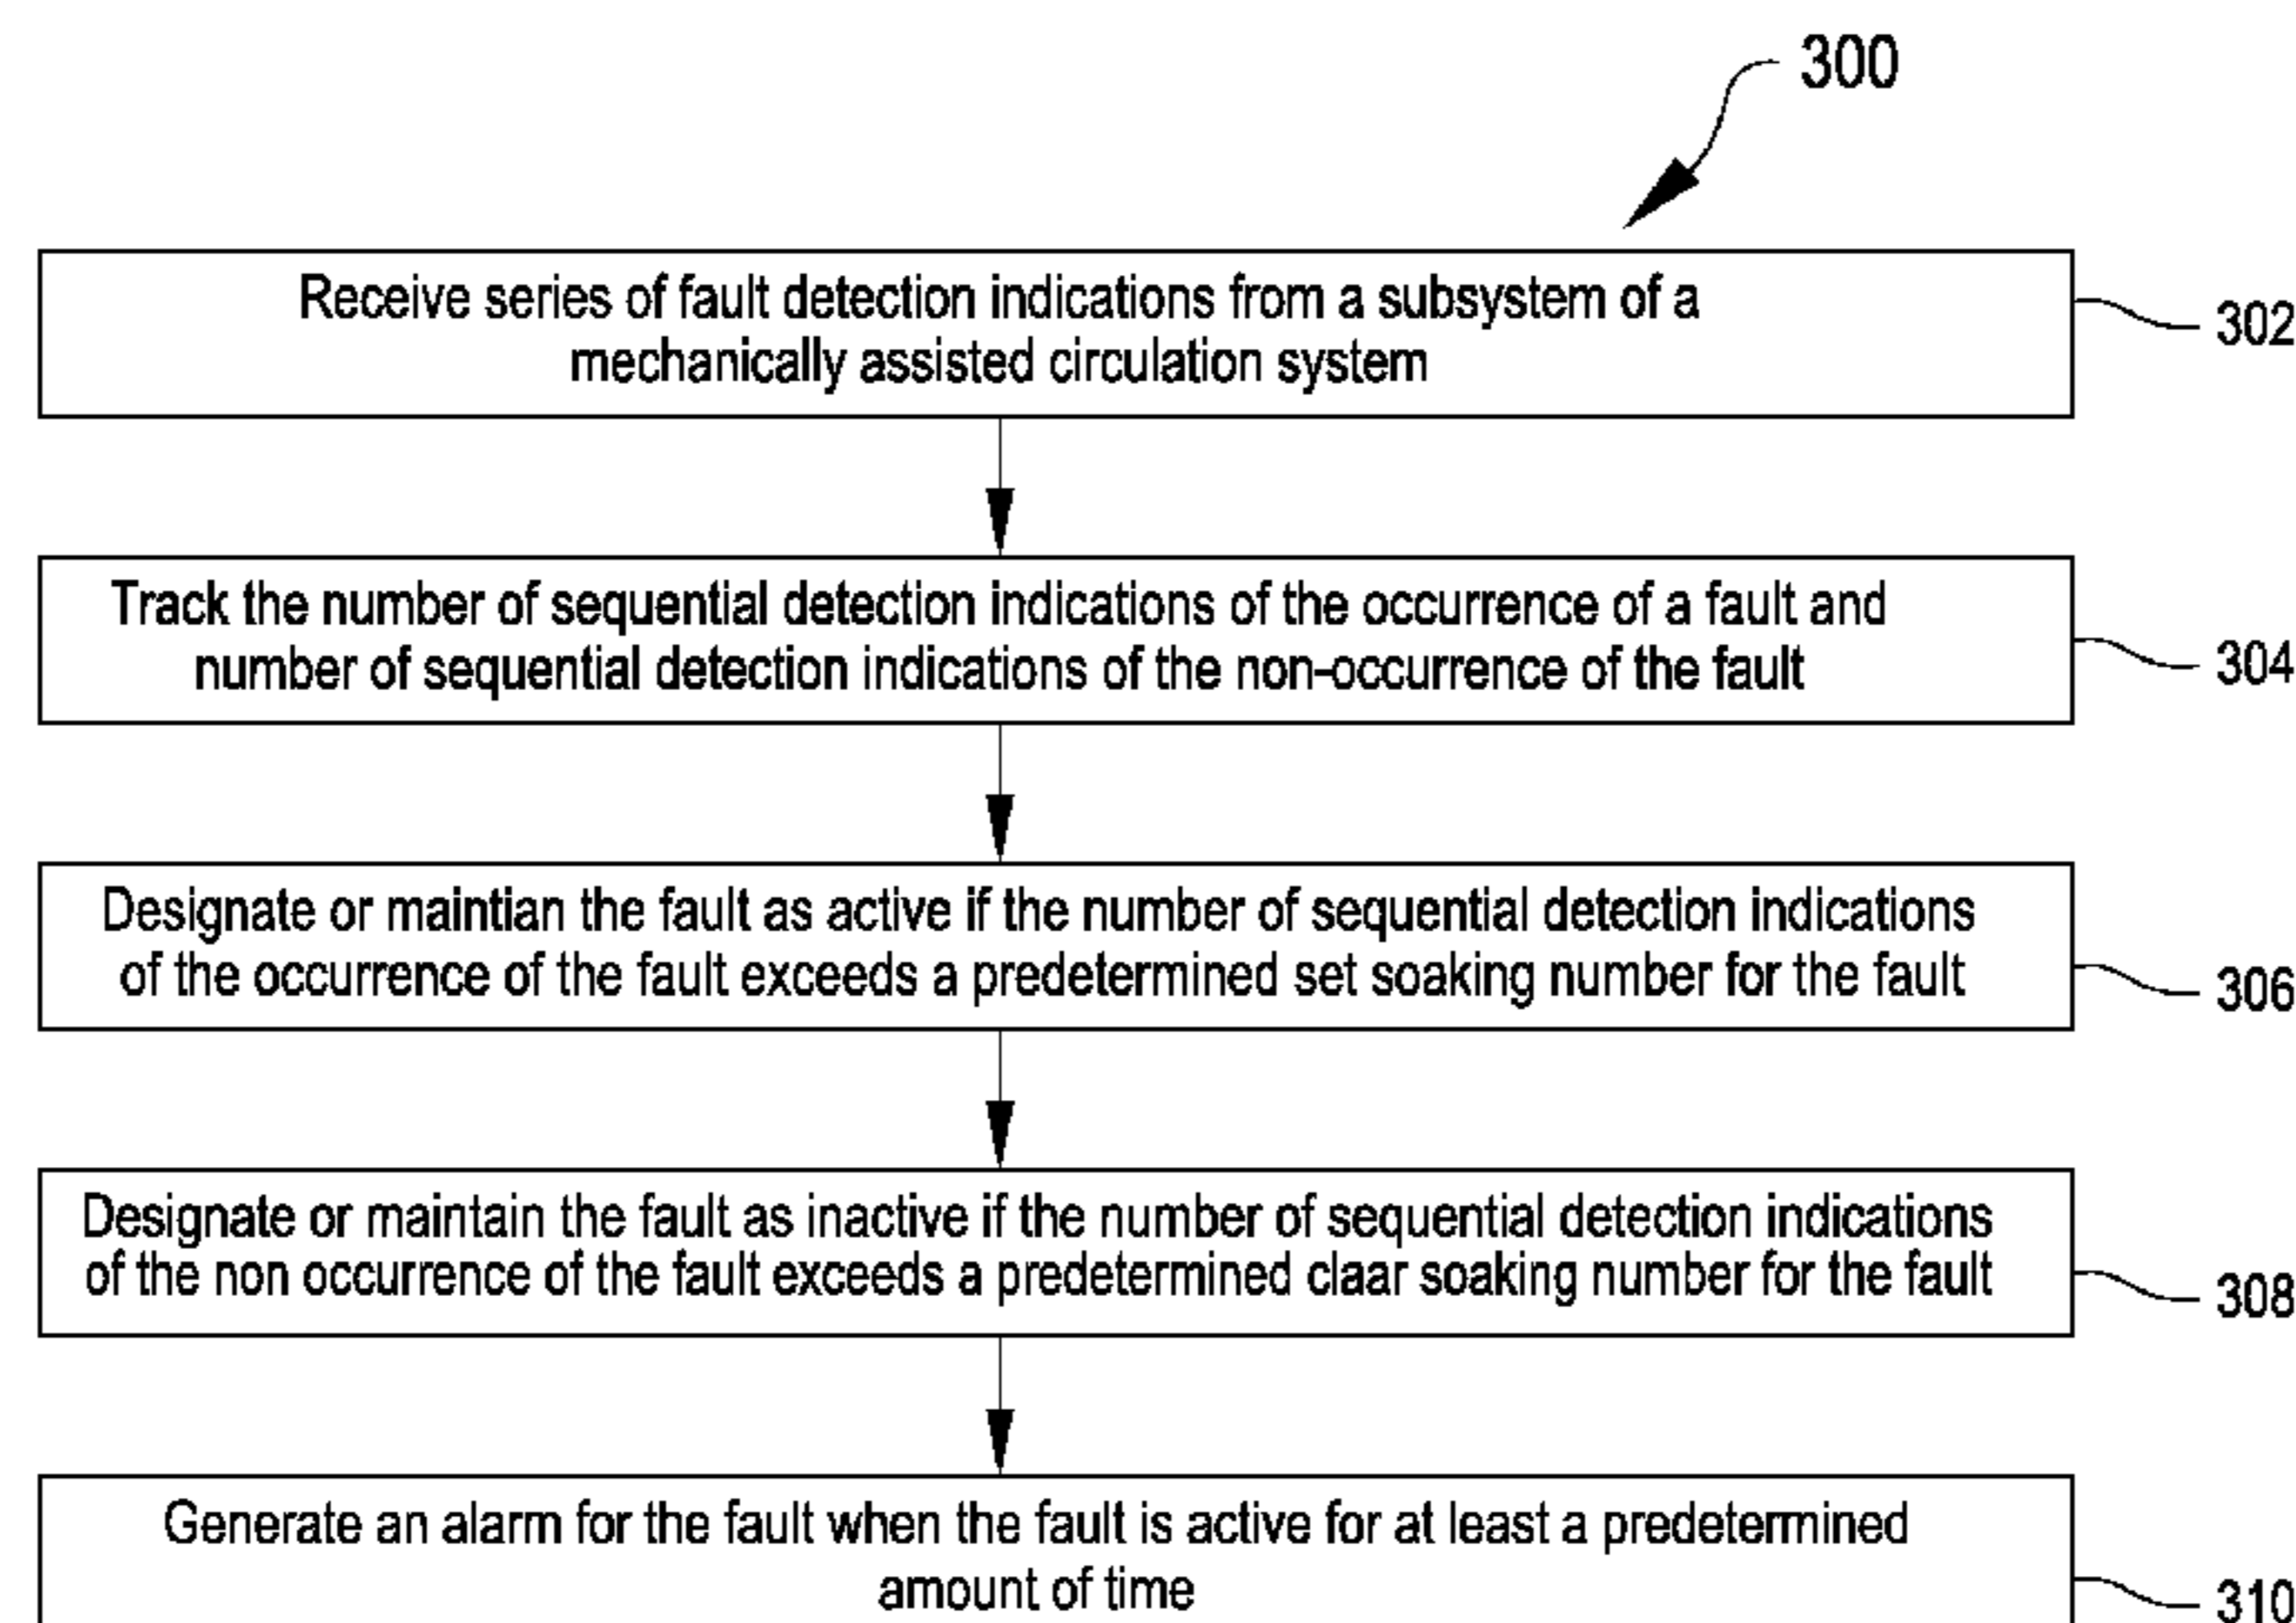 300
Receive series of fault detection indications from a subsystem of a
mechanically assisted circulation system
302
Track the number of sequential detection indications of the occurrence of a fault and
number of sequential detection indications of the non-occurrence of the fault
304
Designate or maintian the fault as active if the number of sequential detection indications
of the occurrence of the fault exceeds a predetermined set soaking number for the fault
306
Designate or maintain the fault as inactive if the number of sequential detection indications
of the non occurrence of the fault exceeds a predetermined claar soaking number for the fault
308
Generate an alarm for the fault when the fault is active for at least a predetermined
amount of time
310